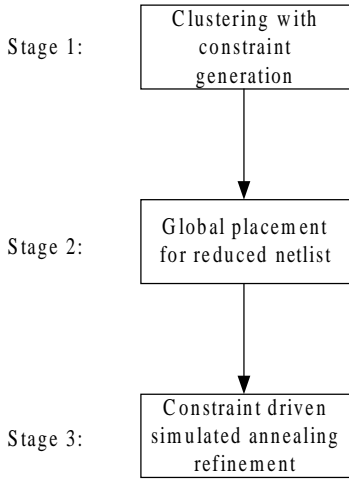 Stage 1:
Clustering with
constraint
generation
Stage 2:
Global placement
for reduced netlist
Stage 3:
Constraint driven
simulated annealing
refinement